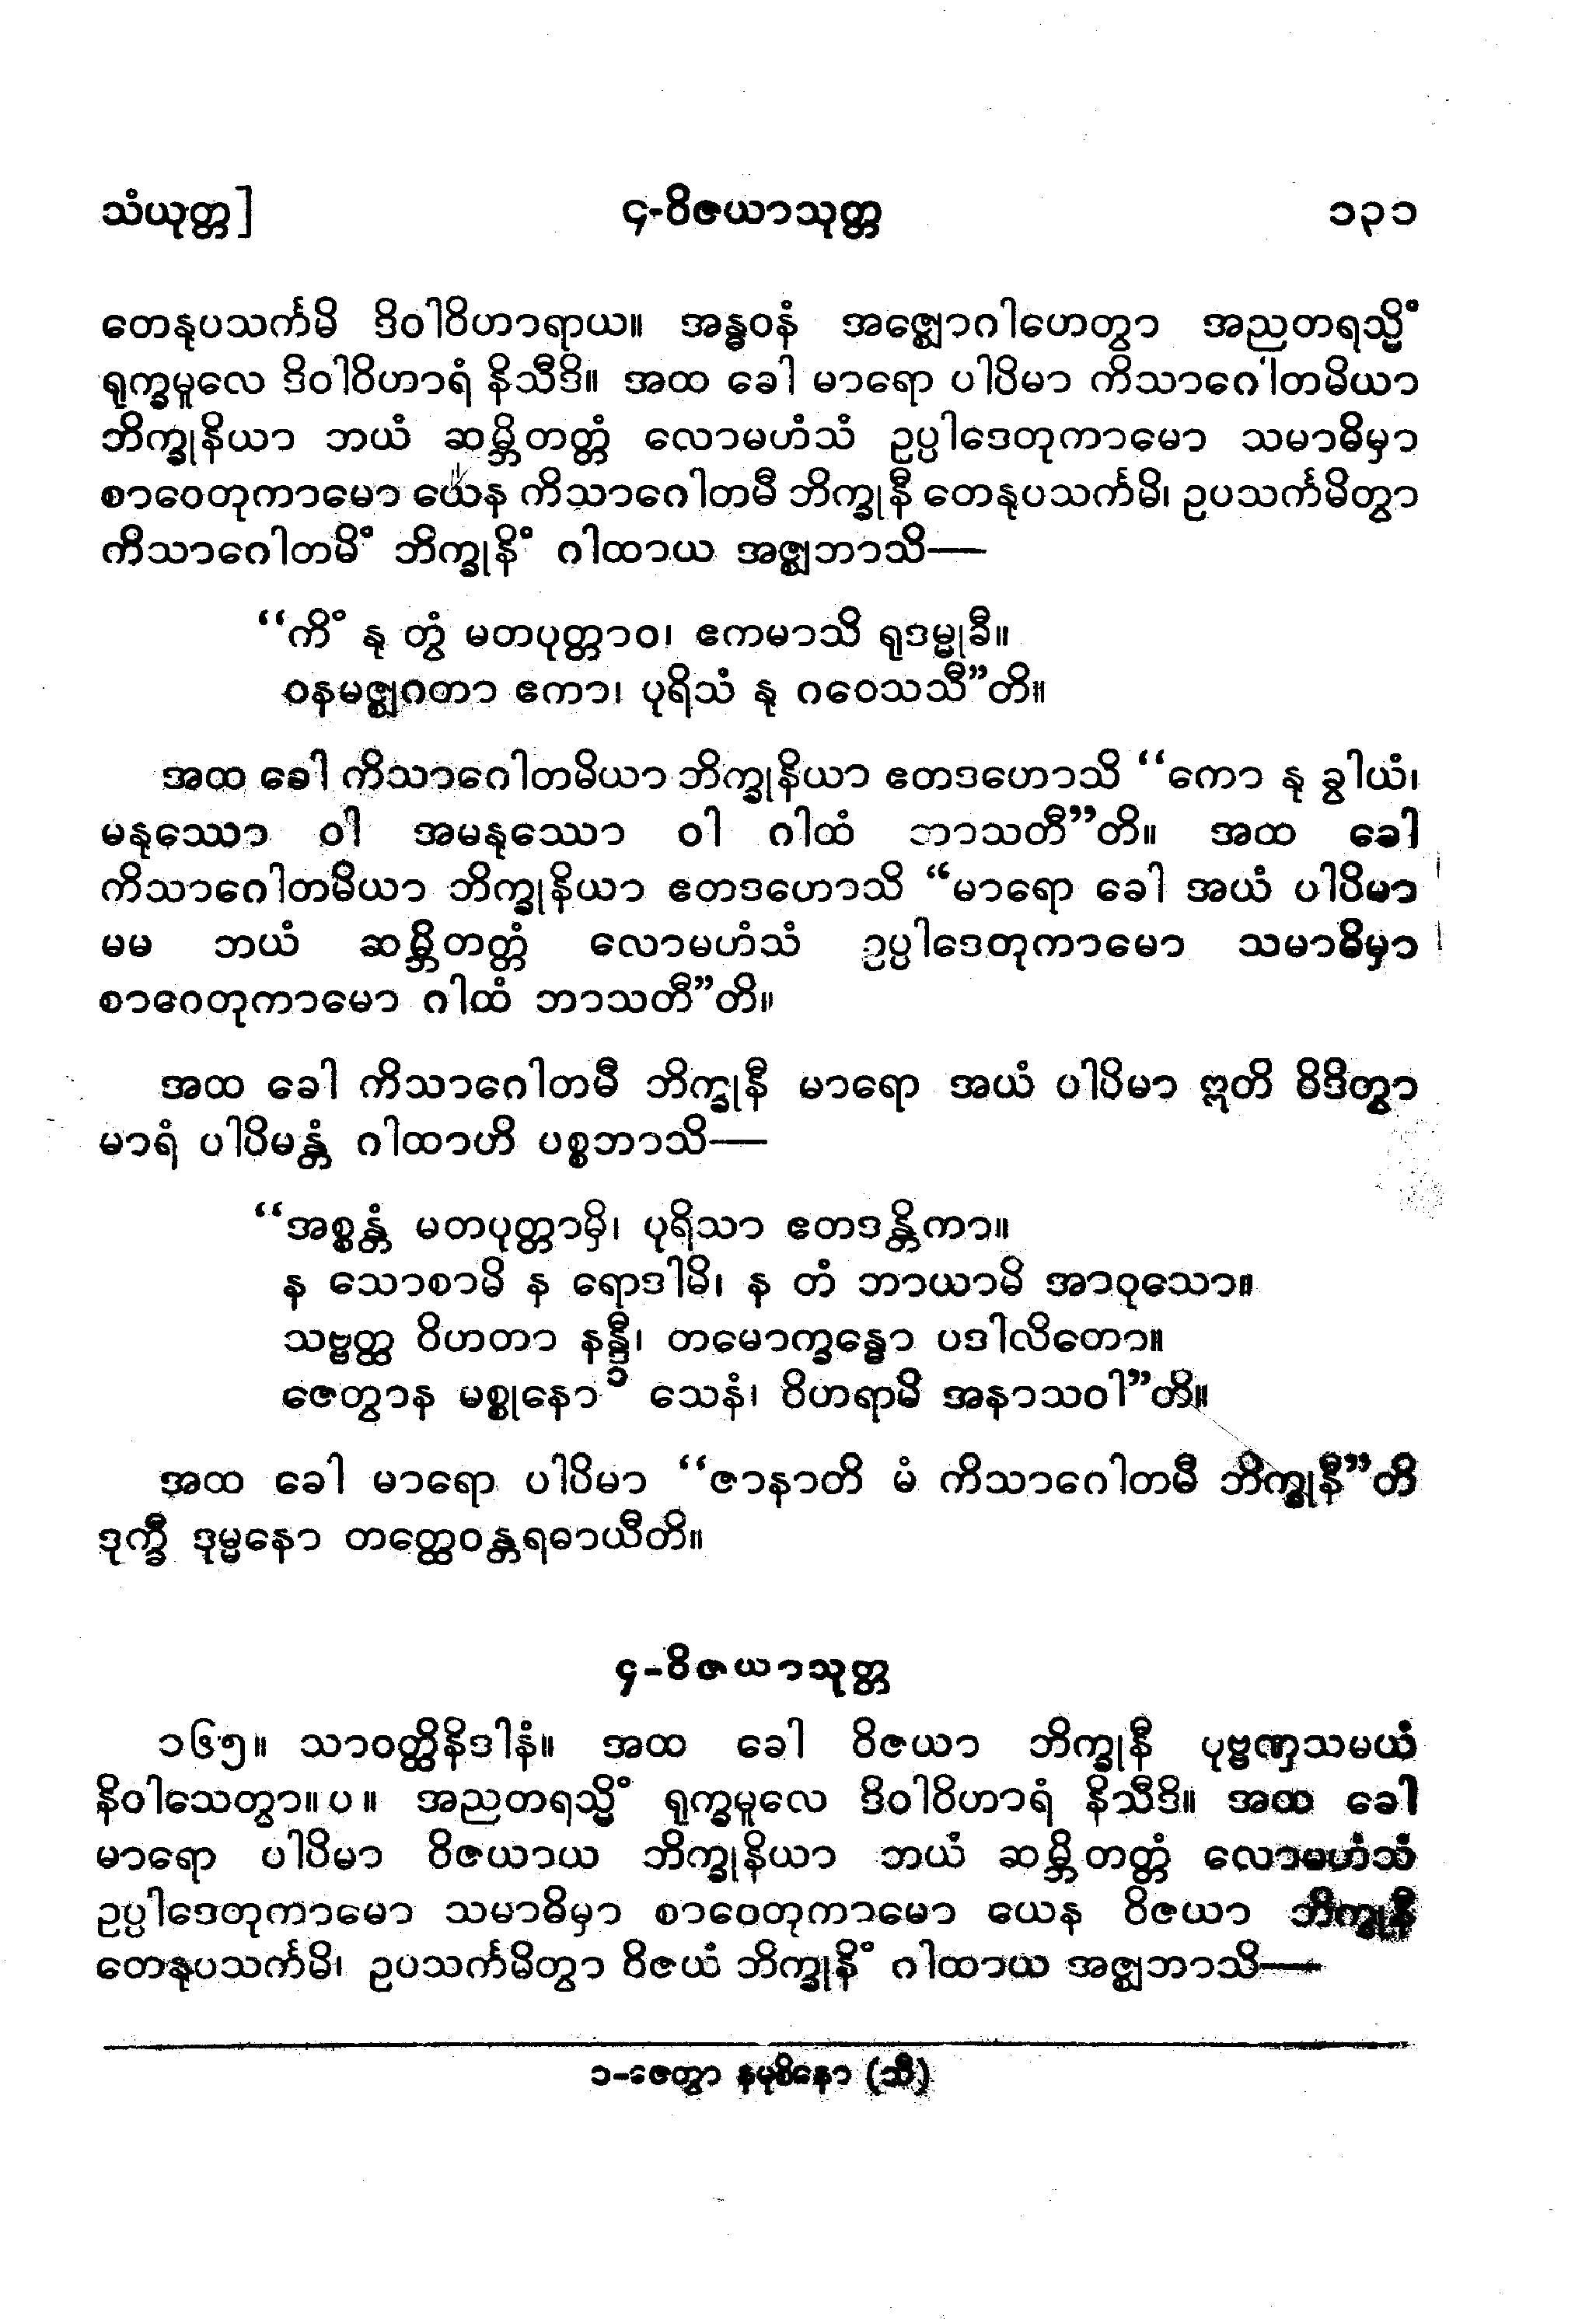 သံယုတ္တ]
၄-ဝိဇယာသုတ္တ
၁၃၁
တေနုပသင်္ကမိ ဒိဝါဝိဟာရာယ။ အန္ဓဝနံ အဇ္ဈောဂါဟေတွာ အညတရသ္မိံ
ရုက္ခမူလေ ဒိဝါဝိဟာရံ နိသီဒိ။ အထ ခေါ မာရော ပါပိမာ ကိသာဂေါတမိယာ
ဘိက္ခုနိယာ ဘယံ ဆမ္ဘိတတ္တံ လောမဟံသံ ဥပ္ပါဒေတုကာမော သမာဓိမှာ
စာဝေတုကာမော ယေန ကိသာဂေါတမီ ဘိက္ခုနီ တေနုပသင်္ကမိ၊ ဥပသင်္ကမိတွာ
ကိသာဂေါတမိံ ဘိက္ခုနိံ ဂါထာယ အဇ္ဈဘာသိ—
“ကိံ နု တွံ မတပုတ္တာဝ၊ ဧကမာသိ ရုဒမ္မုခီ။
ဝနမဇ္ဈဂတာ ဧကာ၊ ပုရိသံ နု ဂဝေသသီ”တိ။
အထ ခေါ ကိသာဂေါတမိယာ ဘိက္ခုနိယာ ဧတဒဟောသိ “ကော နု ခွါယံ၊
မနုဿော ဝါ အမနုဿော ဝါ ဂါထံ ဘာသတီ”တိ။ အထ ခေါ
ကိသာဂေါတမိယာ ဘိက္ခုနိယာ ဧတဒဟောသိ “မာရော ခေါ အယံ ပါပိမာ
မမ ဘယံ ဆမ္ဘိတတ္တံ လောမဟံသံ ဥပ္ပါဒေတုကာမော သမာဓိမှာ
စာဝေတုကာမော ဂါထံ ဘာသတီ”တိ။
အထ ခေါ ကိသာဂေါတမီ ဘိက္ခုနီ မာရော အယံ ပါပိမာ ဣတိ ဝိဒိတွာ
မာရံ ပါပိမန္တံ ဂါထာဟိ ပစ္စဘာသိ—
“အစ္စန္တံ မတပုတ္တာမှိ၊ ပုရိသာ ဧတဒန္တိကာ။
န သောစာမိ န ရောဒါမိ၊ န တံ ဘာယာမိ အာဝုသော။
သဗ္ဗတ္ထ ဝိဟတာ နန္ဒီ၊ တမောက္ခန္ဓော ပဒါလိတော။
ဇေတွာန မစ္စုနော ၁ သေနံ၊ ဝိဟရာမိ အနာသဝါ”တိ။
အထ ခေါ မာရော ပါပိမာ “ဇာနာတိ မံ ကိသာဂေါတမီ ဘိက္ခုနီ”တိ
ဒုက္ခီ ဒုမ္မနော တတ္ထေဝန္တရဓာယီတိ။
၄-ဝိဇယာသုတ္တ
၁၆၅။ သာဝတ္ထိနိဒါနံ။ အထ ခေါ ဝိဇယာ ဘိက္ခုနီ ပုဗ္ဗဏှသမယံ
နိဝါသေတွာ။ပ။ အညတရသ္မိံ ရုက္ခမူလေ ဒိဝါဝိဟာရံ နိသီဒိ။ အထ ခေါ
မာရော ပါပိမာ ဝိဇယာယ ဘိက္ခုနိယာ ဘယံ ဆမ္ဘိတတ္တံ လောမဟံသံ
ဥပ္ပါဒေတုကာမော သမာဓိမှာ စာဝေတုကာမော ယေန ဝိဇယာ ဘိက္ခုနီ
တေနုပသင်္ကမိ၊ ဥပသင်္ကမိတွာ ဝိဇယံ ဘိက္ခုနိံ ဂါထာယ အဇ္ဈဘာသိ—
၁-ဇေတွာ နမုစိနော (သီ)